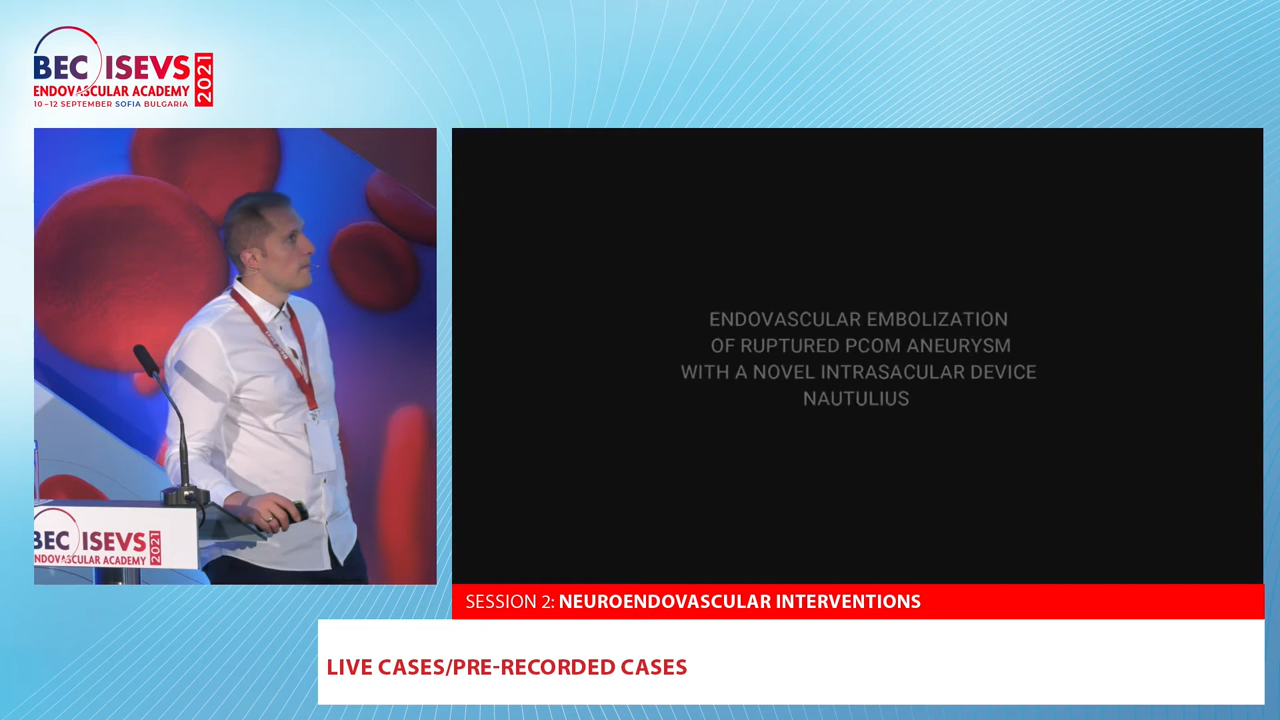 BEC ISEVS
ENDOVASCULAR ACADEMY
2021
10–12 SEPTEMBER SOFIA BULGARIA
ENDOVASCULAR EMBOLIZATION
OF RUPTURED PCOM ANEURYSM
WITH A NOVEL INTRASACULAR DEVICE
NAUTULIUS
BEC ISEVS
ENDOVASCULAR ACADEMY
2021
SESSION 2: NEUROENDOVASCULAR INTERVENTIONS
LIVE CASES/PRE-RECORDED CASES